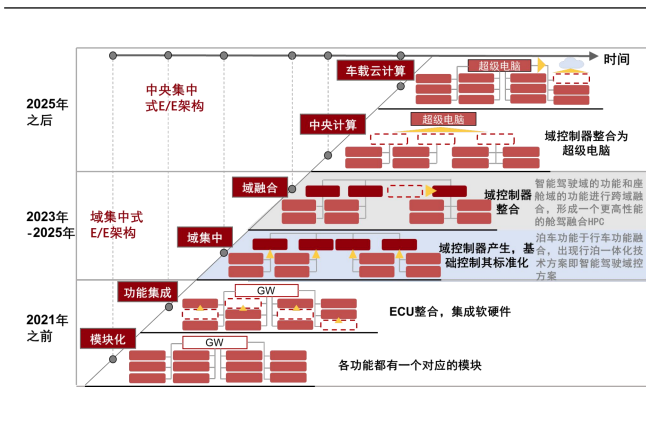 时间
车载云计算
超级电脑
中央集中
式E/E架构
2025年
之后
中央计算
超级电脑
域控制器整合为
超级电脑
域融合
域控制器
整合
智能驾驶域的功能和座
舱域的功能进行跨域融
合，形成一个更高性能
的舱驾融合HPC
2023年
-2025年
域集中式
E/E架构
域集中
域控制器产生，基
础控制其标准化
泊车功能于行车功能融
合，出现行泊一体化技
术方案即智能驾驶域控
方案
功能集成
GW
ECU整合，集成软硬件
2021年
之前
模块化
GW
各功能都有一个对应的模块